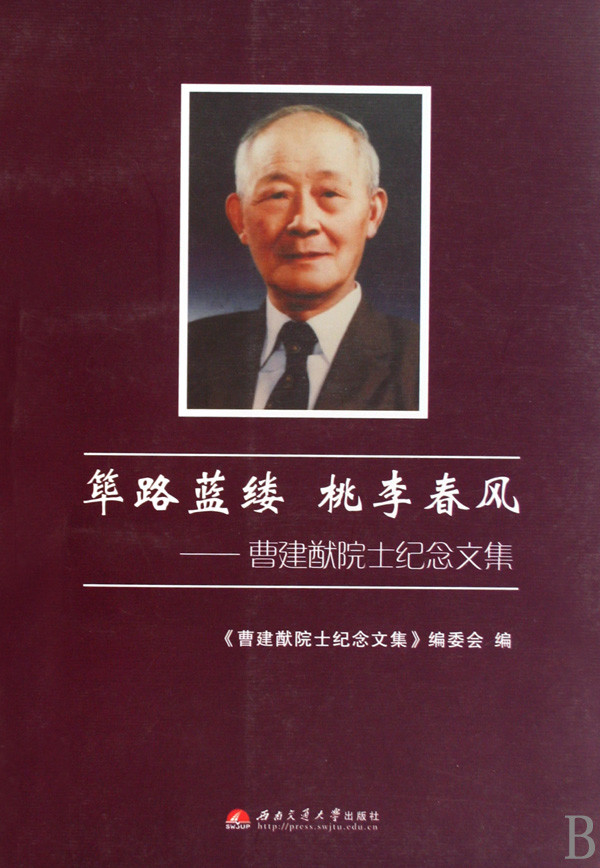 筚路蓝缕 桃李春风
——曹建猷院士纪念文集
《曹建猷院士纪念文集》编委会 编
SWJUP
西南交通大学出版社
http://press.swjtu.edu.cn
B